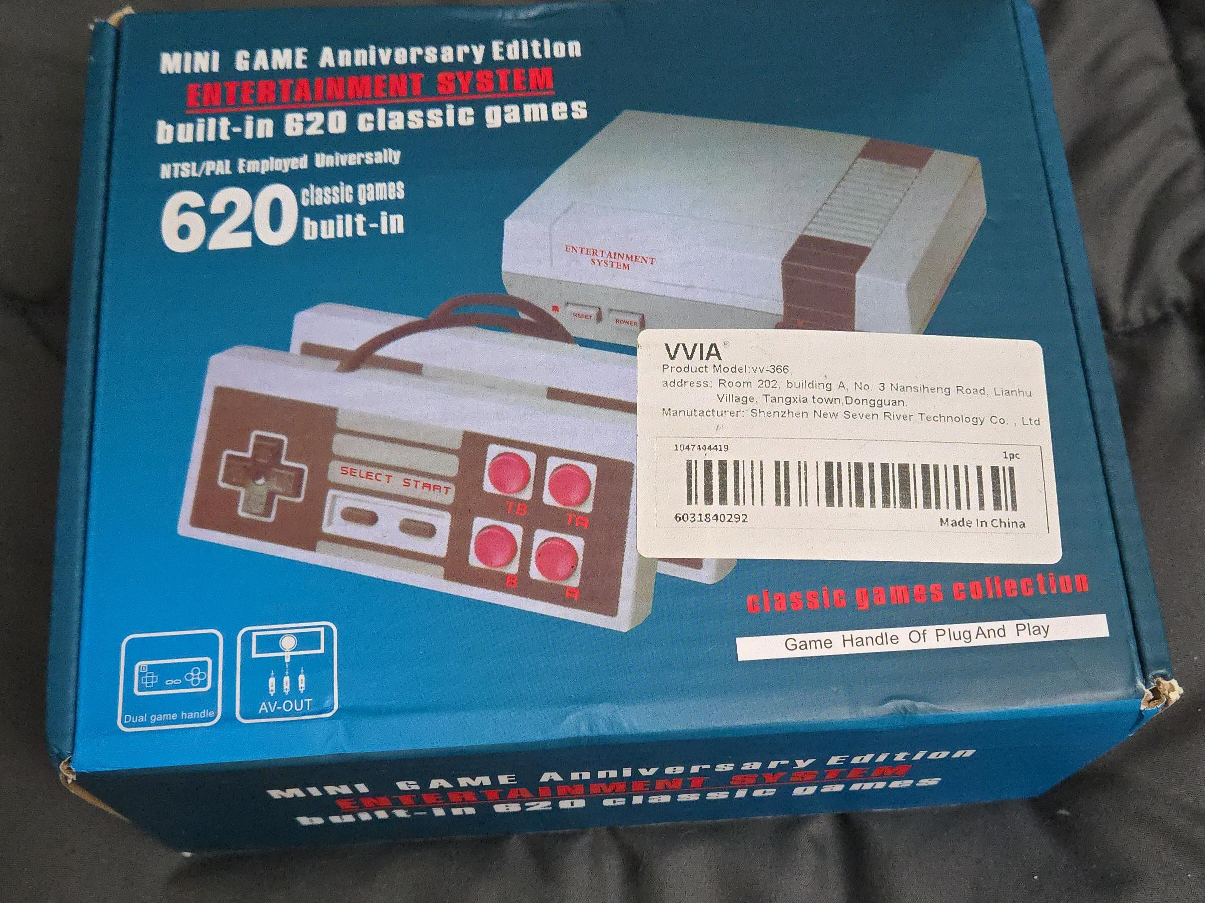 MINI GAME Anniversary Edition
ENTERTAINMENT SYSTEM
built-in 620 classic games
NTSL/PAL Employed Universally
620 classic games
built-in
ENTERTAINMENT
SYSTEM
RESET
POWER
SELECT START
TB
TA
B
A
VVIA®
Product Model:vv-366
address: Room 202, building A, No. 3 Nansiheng Road, Lianhu
Village, Tangxia town,Dongguan.
Manutacturer: Shenzhen New Seven River Technology Co. , Ltd
1047444419
1pc
6031840292
Made In China
classic games collection
Game Handle Of Plug And Play
Dual game handle
AV-OUT
MINI GAME Anniversary Edition
ENTERTAINMENT SYSTEM
built-in 620 classic games